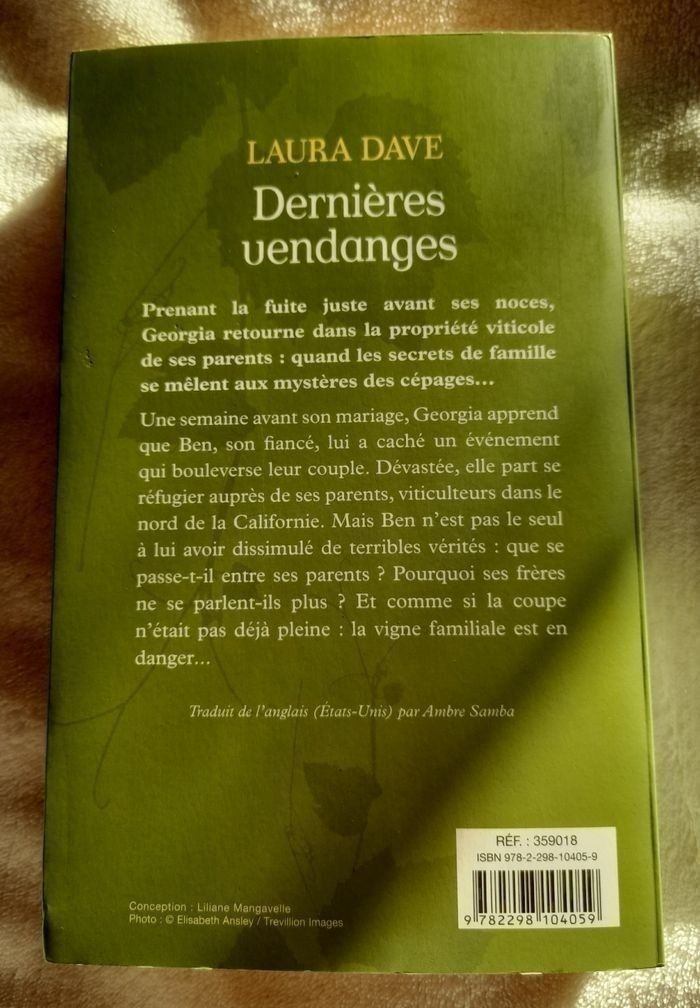 LAURA DAVE
Dernières
vendanges
Prenant la fuite juste avant ses noces,
Georgia retourne dans la propriété viticole
de ses parents : quand les secrets de famille
se mêlent aux mystères des cépages...
Une semaine avant son mariage, Georgia apprend
que Ben, son fiancé, lui a caché un événement
qui bouleverse leur couple. Dévastée, elle part se
réfugier auprès de ses parents, viticulteurs dans le
nord de la Californie. Mais Ben n'est pas le seul
à lui avoir dissimulé de terribles vérités : que se
passe-t-il entre ses parents ? Pourquoi ses frères
ne se parlent-ils plus ? Et comme si la coupe
n'était pas déjà pleine : la vigne familiale est en
danger...
Traduit de l'anglais (États-Unis) par Ambre Samba
RÉF. : 359018
ISBN 978-2-298-10405-9
9 782298 104059
Conception : Liliane Mangavelle
Photo : © Elisabeth Ansley / Trevillion Images